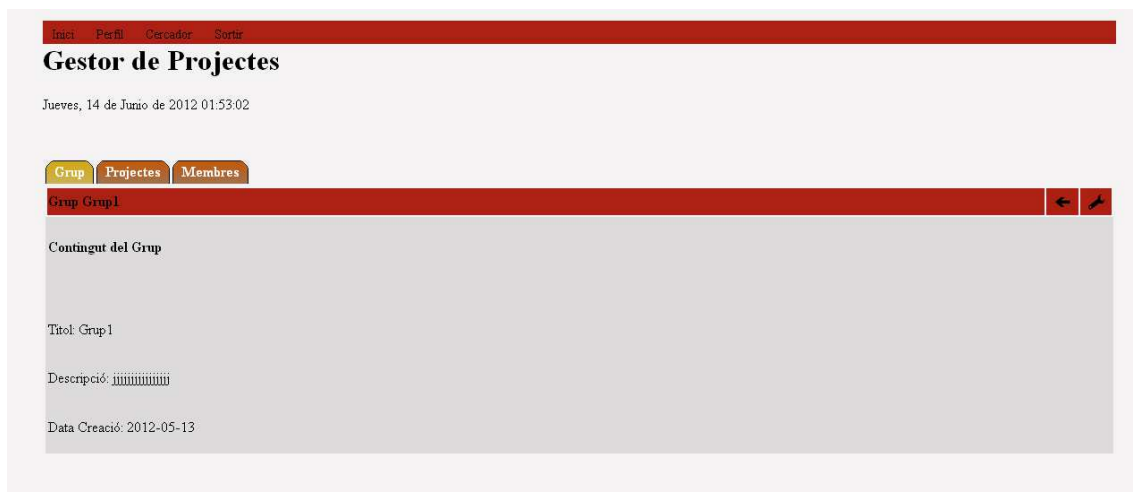 Inici Perfil Cercador Sortir
Gestor de Projectes
Jueves, 14 de Junio de 2012 01:53:02
Grup Projectes Membres
Grup Grup1
Contingut del Grup
Titol: Grup1
Descripció: jjjjjjjjjjjjjjj
Data Creació: 2012-05-13